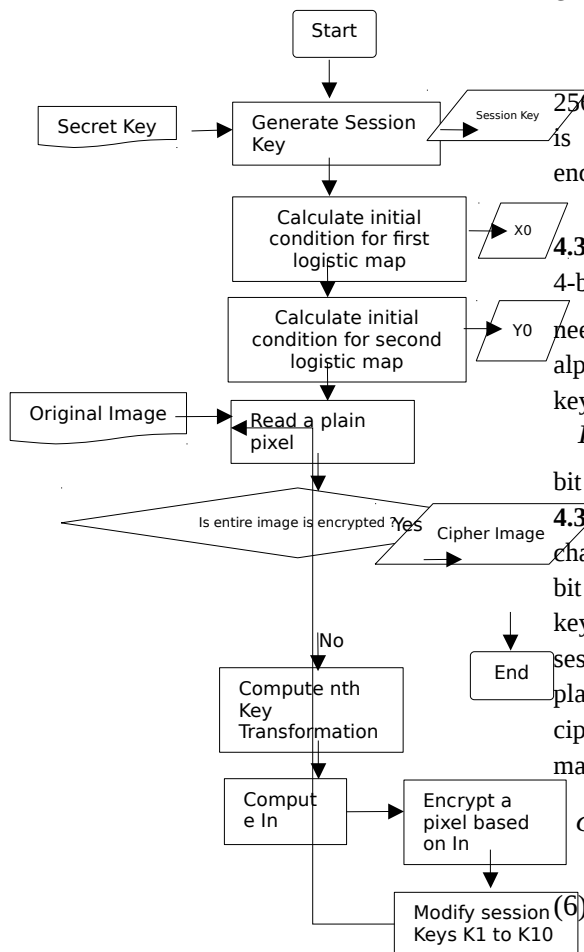 Start
Secret Key
Generate Session
Key
Session Key
256
is
enc
Calculate initial
condition for first
logistic map
X0
4.3
4-b
Calculate initial
condition for second
logistic map
Y0
nee
alp
key
Original Image
Read a plain
pixel
bit
4.3
Is entire image is encrypted ?
Yes
Cipher Image
cha
bit
key
No
ses
End
pla
cip
ma
Compute nth
Key
Transformation
Comput
e In
Encrypt a
pixel based
on In
Modify session
Keys K1 to K10
(6)